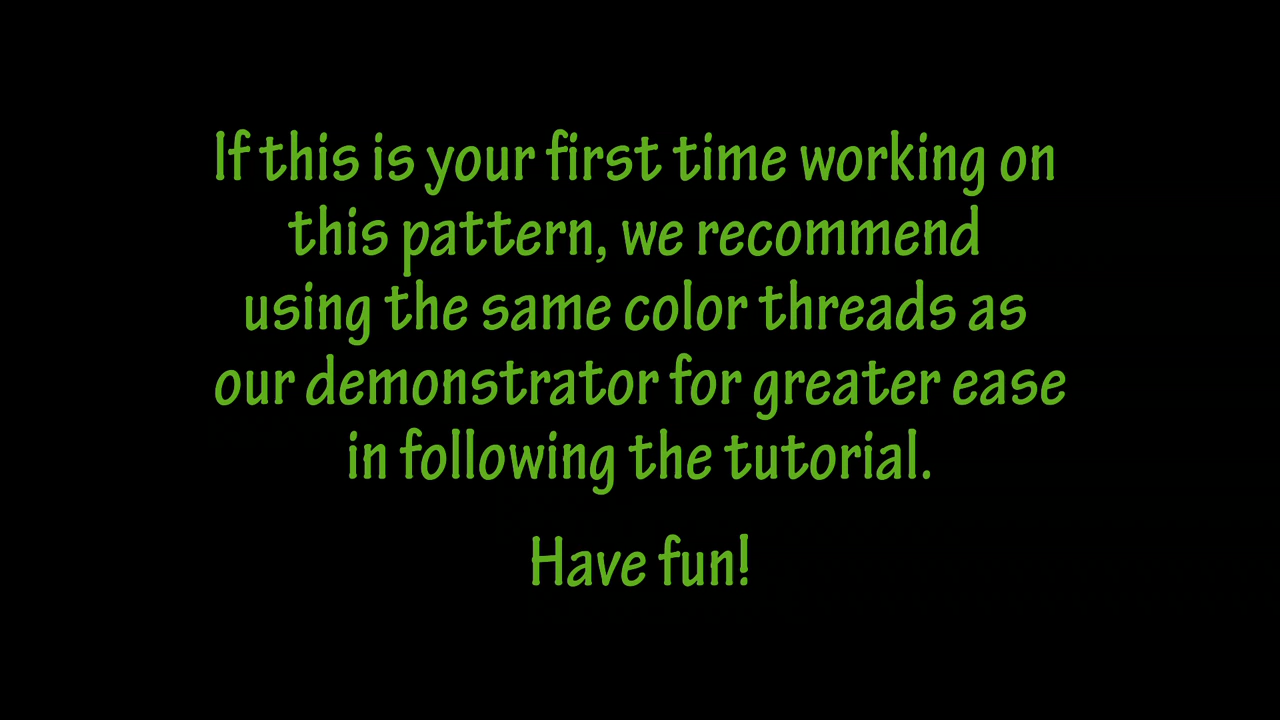 If this is your first time working on
this pattern, we recommend
using the same color threads as
our demonstrator for greater ease
in following the tutorial.
Have fun!